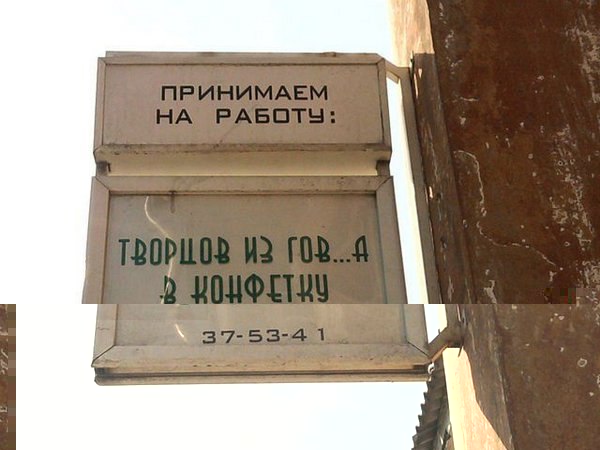 ПРИНИМАЕМ
НА РАБОТУ:
ТВОРЦОВ ИЗ ГОВ...А
В КОНФЕТКУ
37-53-41